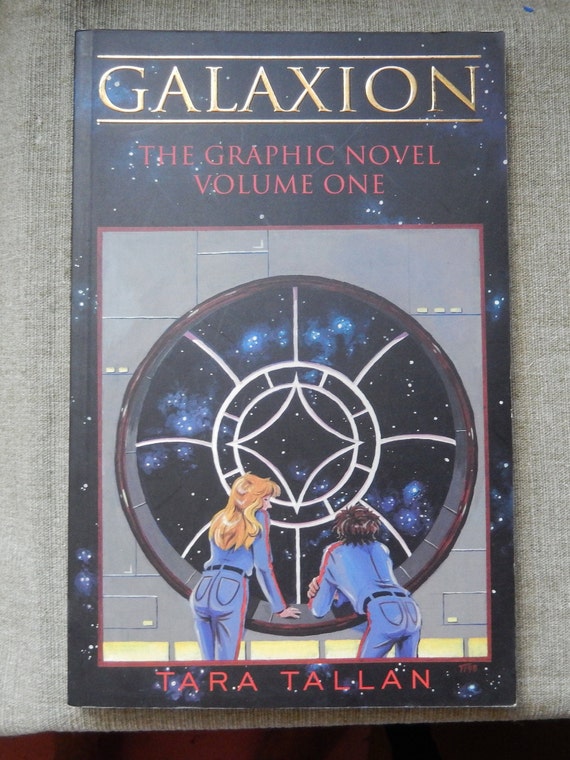 GALAXION
THE GRAPHIC NOVEL
VOLUME ONE
TARA TALLAN